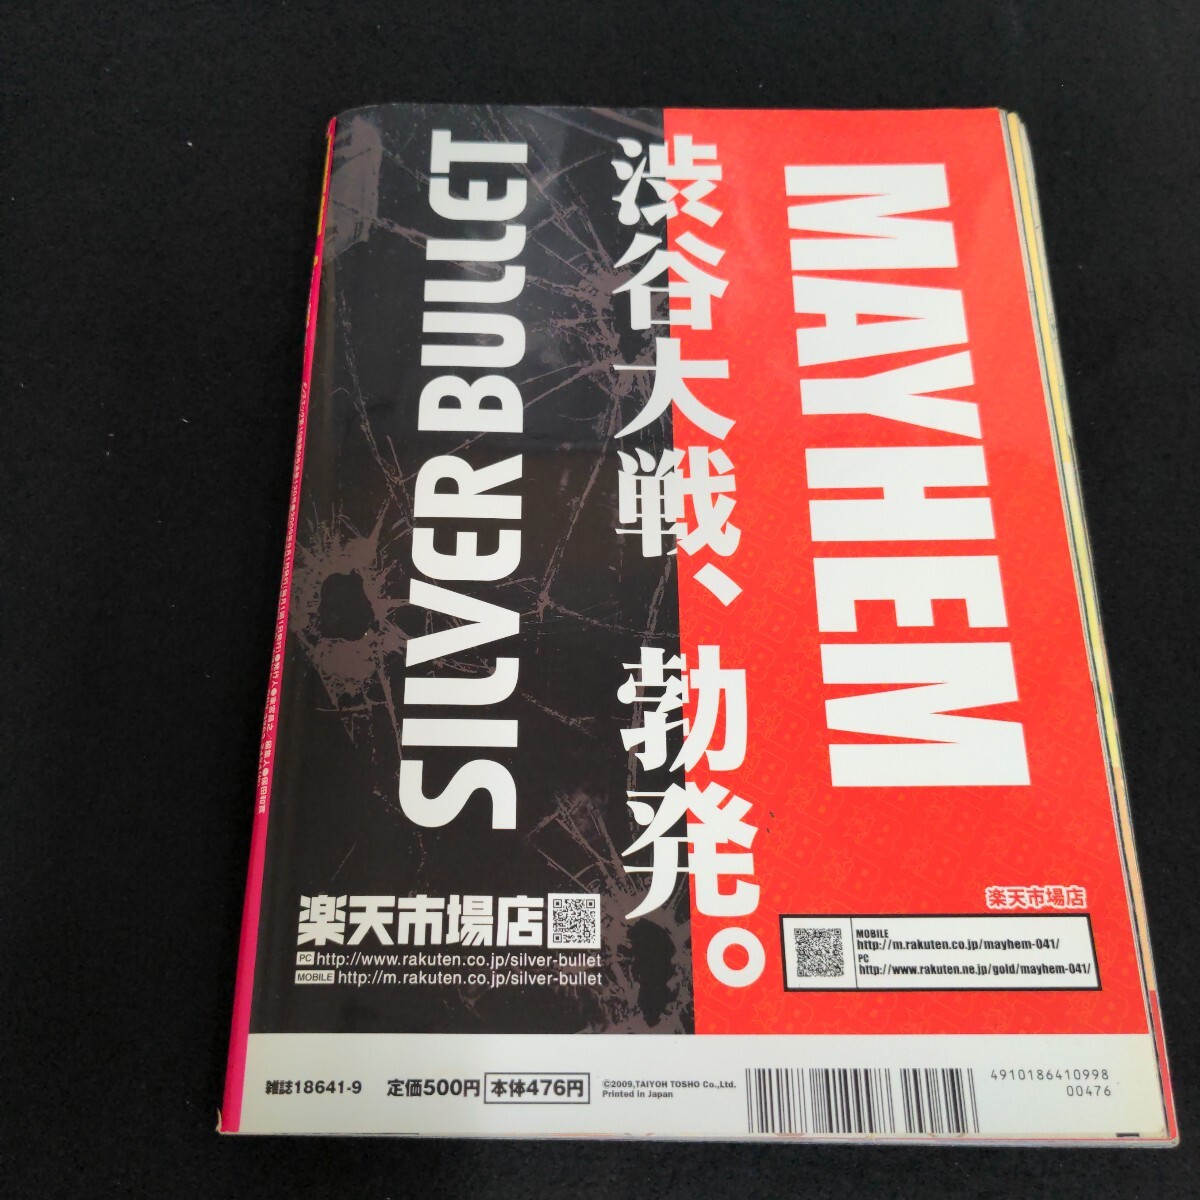 SILVER BULLET
渋谷大戦、勃発。
MAYHEM
楽天市場店
PC http://www.rakuten.co.jp/silver-bullet
MOBILE http://m.rakuten.co.jp/silver-bullet
楽天市場店
MOBILE
http://m.rakuten.co.jp/mayhem-041/
PC
http://www.rakuten.ne.jp/gold/mayhem-041/
雑誌18641-9
定価500円 本体476円
©2009,TAIYOH TOSHO Co.,Ltd.
Printed in Japan
4910186410998
00476